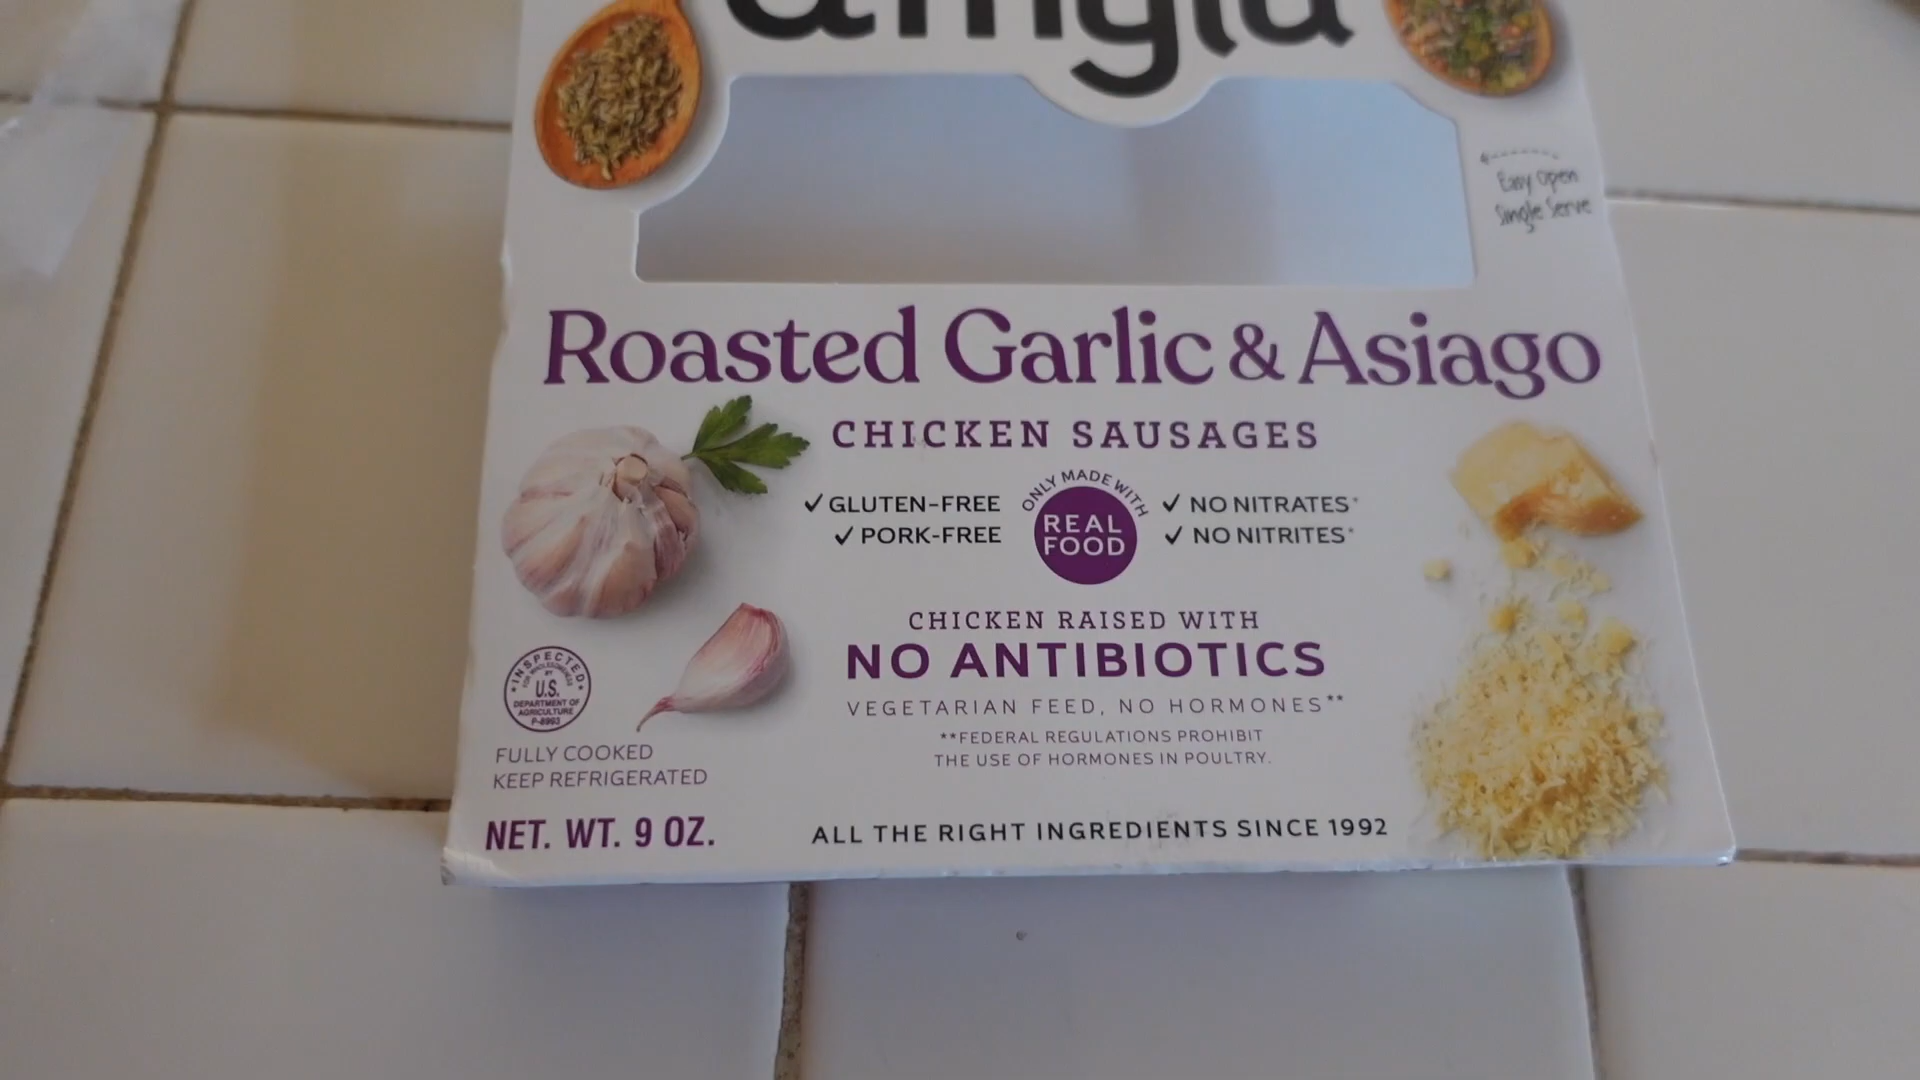 Easy Open
Single Serve
Roasted Garlic & Asiago
CHICKEN SAUSAGES
✓ GLUTEN-FREE
✓ PORK-FREE
ONLY MADE WITH
REAL
FOOD
✓ NO NITRATES*
✓ NO NITRITES*
CHICKEN RAISED WITH
NO ANTIBIOTICS
VEGETARIAN FEED, NO HORMONES**
**FEDERAL REGULATIONS PROHIBIT
THE USE OF HORMONES IN POULTRY.
INSPECTED
FOR WHOLESOMENESS
BY
U.S.
DEPARTMENT OF
AGRICULTURE
P-8993
FULLY COOKED
KEEP REFRIGERATED
NET. WT. 9 OZ.
ALL THE RIGHT INGREDIENTS SINCE 1992